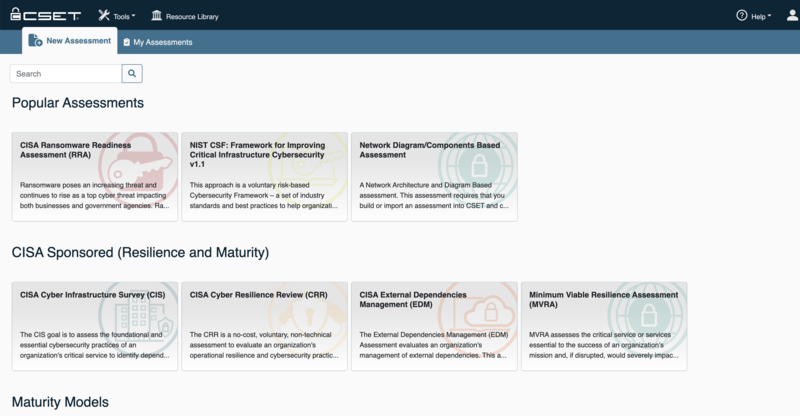 CSET
Tools
Resource Library
Help
New Assessment
My Assessments
Search
Popular Assessments
CISA Ransomware Readiness
Assessment (RRA)
Ransomware poses an increasing threat and
continues to rise as a top cyber threat impacting
both businesses and government agencies. Ra...
NIST CSF: Framework for Improving
Critical Infrastructure Cybersecurity
v1.1
This approach is a voluntary risk-based
Cybersecurity Framework – a set of industry
standards and best practices to help organizati...
Network Diagram/Components Based
Assessment
A Network Architecture and Diagram Based
assessment. This assessment requires that you
build or import an assessment into CSET and c...
CISA Sponsored (Resilience and Maturity)
CISA Cyber Infrastructure Survey (CIS)
The CIS goal is to assess the foundational and
essential cybersecurity practices of an
organization's critical service to identify depend...
CISA Cyber Resilience Review (CRR)
The CRR is a no-cost, voluntary, non-technical
assessment to evaluate an organization's
operational resilience and cybersecurity practic...
CISA External Dependencies
Management (EDM)
The External Dependencies Management (EDM)
Assessment evaluates an organization's
management of external dependencies. This a...
Minimum Viable Resilience Assessment
(MVRA)
MVRA assesses the critical service or services
essential to the success of an organization's
mission and, if disrupted, would severely impac...
Maturity Models